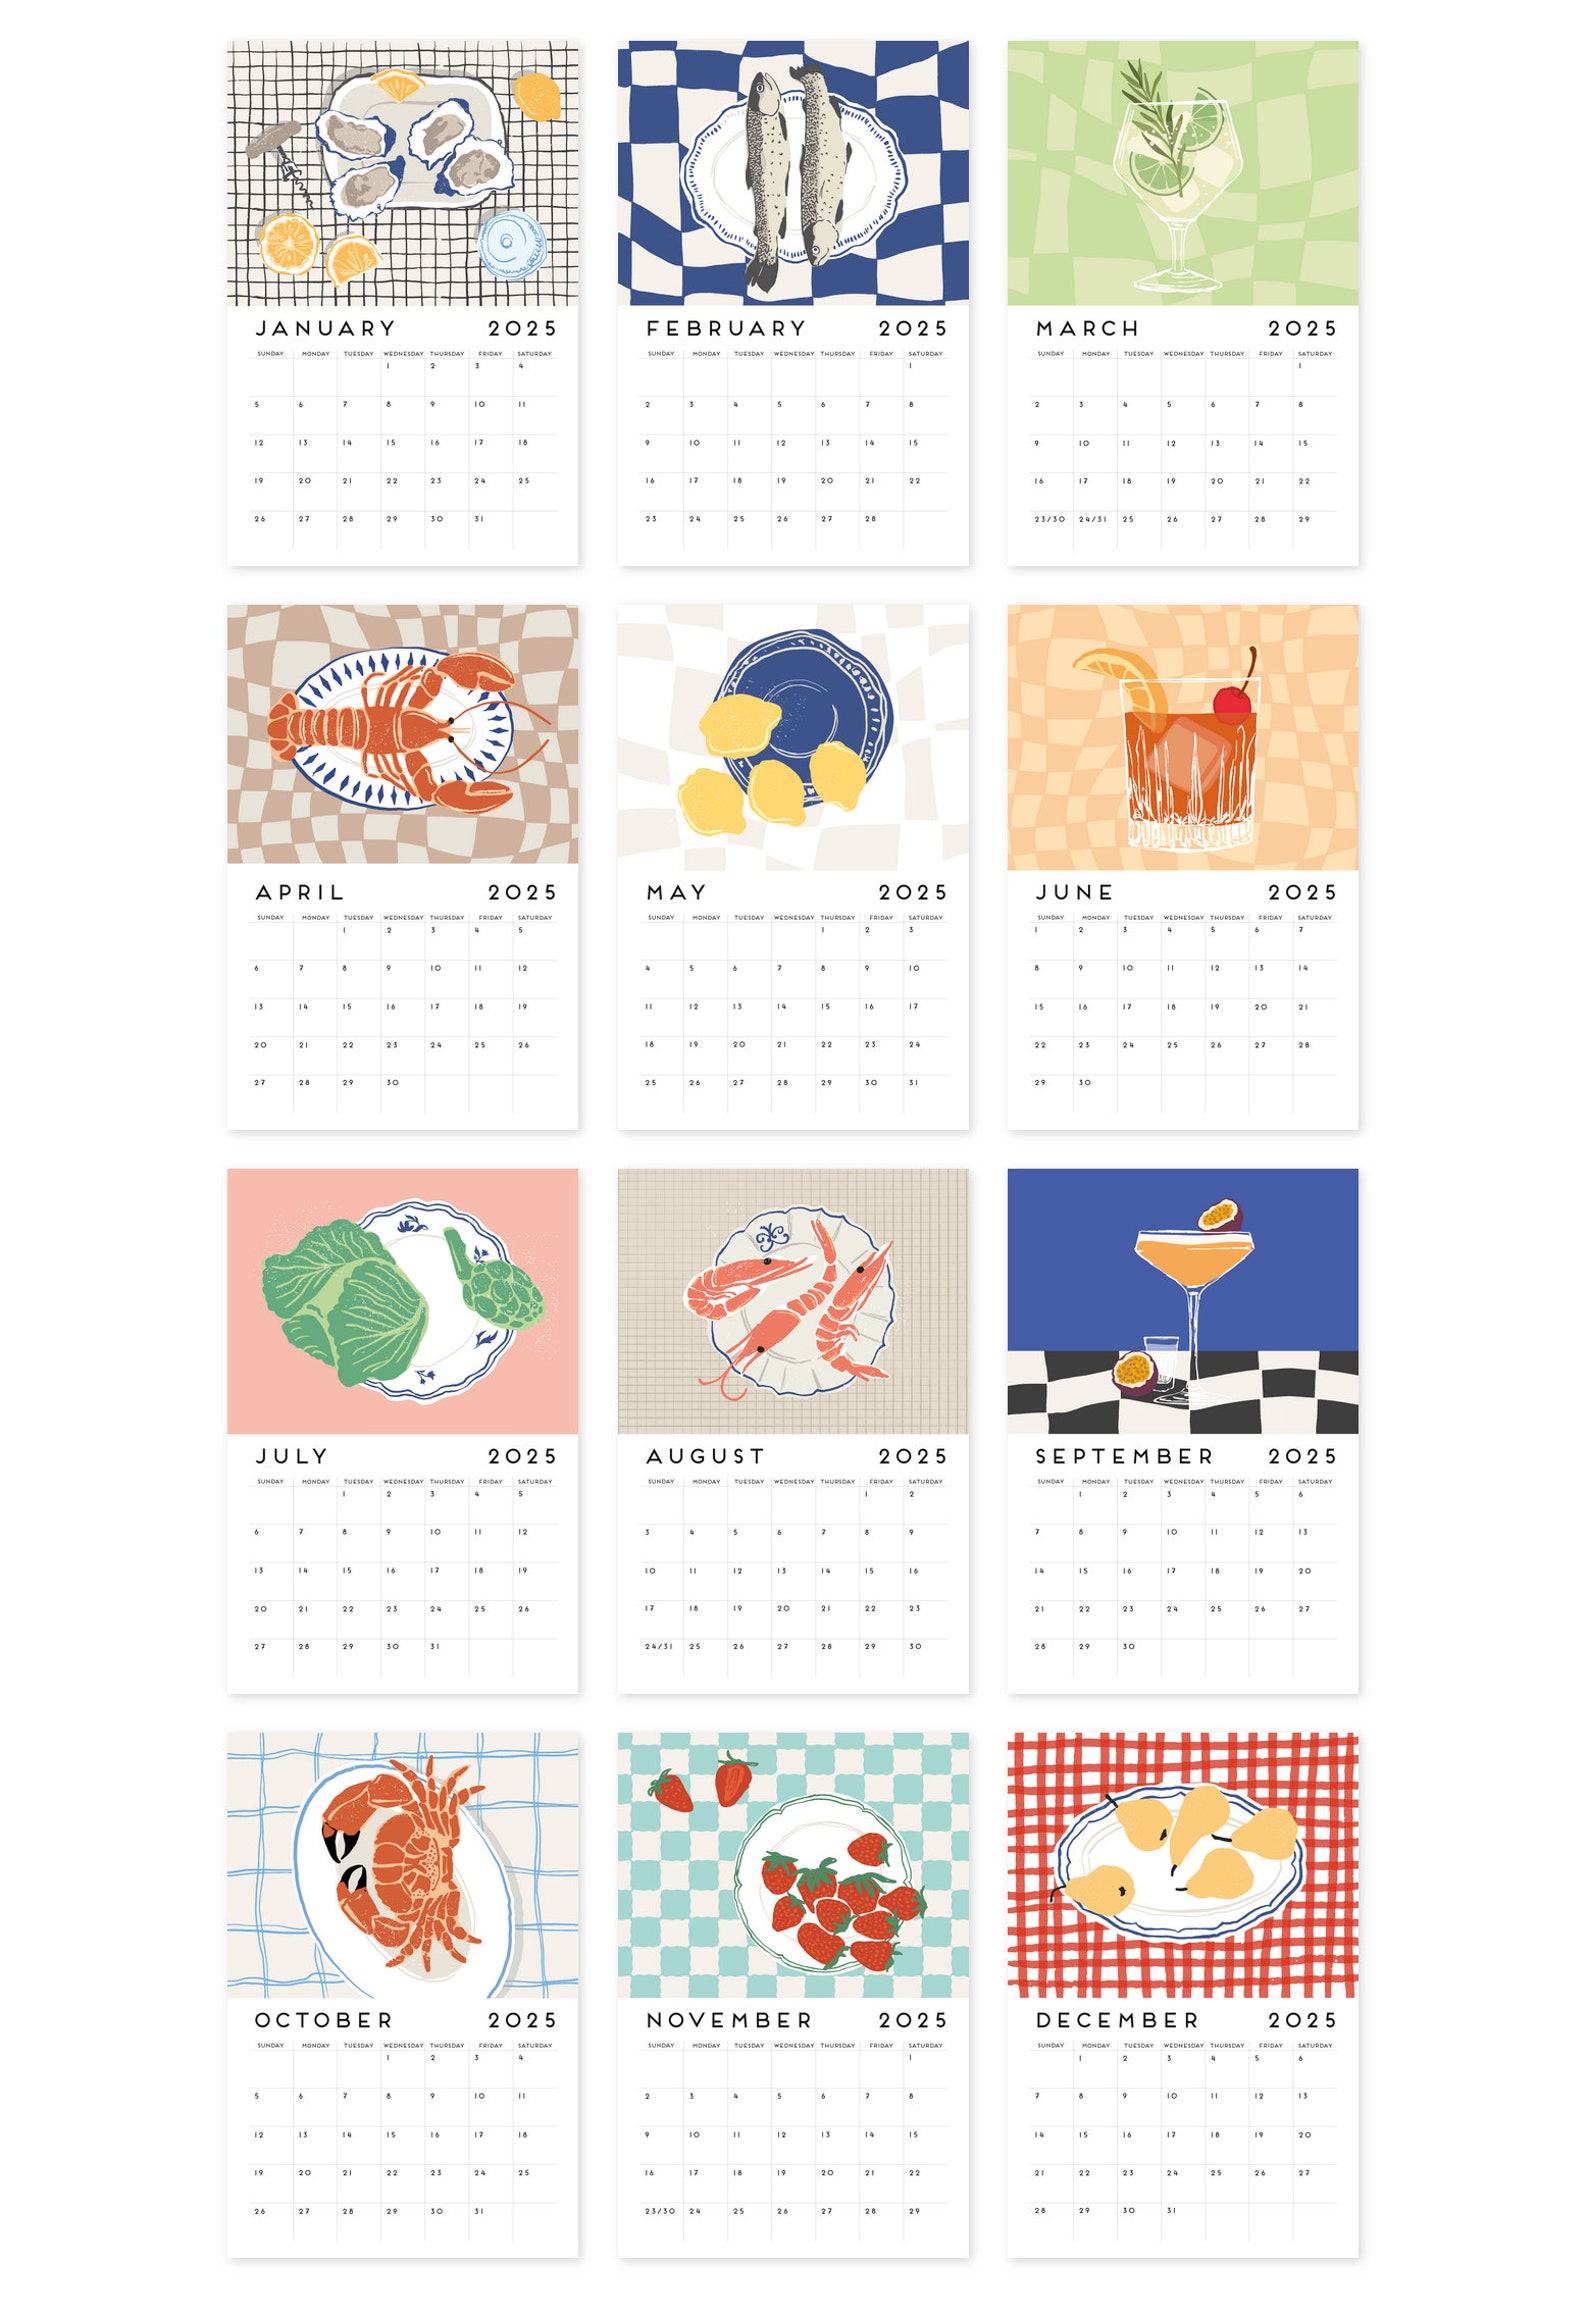 JANUARY 2025
SUNDAY MONDAY TUESDAY WEDNESDAY THURSDAY FRIDAY SATURDAY
1 2 3 4
5 6 7 8 9 10 11
12 13 14 15 16 17 18
19 20 21 22 23 24 25
26 27 28 29 30 31
FEBRUARY 2025
SUNDAY MONDAY TUESDAY WEDNESDAY THURSDAY FRIDAY SATURDAY
1
2 3 4 5 6 7 8
9 10 11 12 13 14 15
16 17 18 19 20 21 22
23 24 25 26 27 28
MARCH 2025
SUNDAY MONDAY TUESDAY WEDNESDAY THURSDAY FRIDAY SATURDAY
1
2 3 4 5 6 7 8
9 10 11 12 13 14 15
16 17 18 19 20 21 22
23/30 24/31 25 26 27 28 29
APRIL 2025
SUNDAY MONDAY TUESDAY WEDNESDAY THURSDAY FRIDAY SATURDAY
1 2 3 4 5
6 7 8 9 10 11 12
13 14 15 16 17 18 19
20 21 22 23 24 25 26
27 28 29 30
MAY 2025
SUNDAY MONDAY TUESDAY WEDNESDAY THURSDAY FRIDAY SATURDAY
1 2 3
4 5 6 7 8 9 10
11 12 13 14 15 16 17
18 19 20 21 22 23 24
25 26 27 28 29 30 31
JUNE 2025
SUNDAY MONDAY TUESDAY WEDNESDAY THURSDAY FRIDAY SATURDAY
1 2 3 4 5 6 7
8 9 10 11 12 13 14
15 16 17 18 19 20 21
22 23 24 25 26 27 28
29 30
JULY 2025
SUNDAY MONDAY TUESDAY WEDNESDAY THURSDAY FRIDAY SATURDAY
1 2 3 4 5
6 7 8 9 10 11 12
13 14 15 16 17 18 19
20 21 22 23 24 25 26
27 28 29 30 31
AUGUST 2025
SUNDAY MONDAY TUESDAY WEDNESDAY THURSDAY FRIDAY SATURDAY
1 2
3 4 5 6 7 8 9
10 11 12 13 14 15 16
17 18 19 20 21 22 23
24/31 25 26 27 28 29 30
SEPTEMBER 2025
SUNDAY MONDAY TUESDAY WEDNESDAY THURSDAY FRIDAY SATURDAY
1 2 3 4 5 6
7 8 9 10 11 12 13
14 15 16 17 18 19 20
21 22 23 24 25 26 27
28 29 30
OCTOBER 2025
SUNDAY MONDAY TUESDAY WEDNESDAY THURSDAY FRIDAY SATURDAY
1 2 3 4
5 6 7 8 9 10 11
12 13 14 15 16 17 18
19 20 21 22 23 24 25
26 27 28 29 30 31
NOVEMBER 2025
SUNDAY MONDAY TUESDAY WEDNESDAY THURSDAY FRIDAY SATURDAY
1
2 3 4 5 6 7 8
9 10 11 12 13 14 15
16 17 18 19 20 21 22
23/30 24 25 26 27 28 29
DECEMBER 2025
SUNDAY MONDAY TUESDAY WEDNESDAY THURSDAY FRIDAY SATURDAY
1 2 3 4 5 6
7 8 9 10 11 12 13
14 15 16 17 18 19 20
21 22 23 24 25 26 27
28 29 30 31